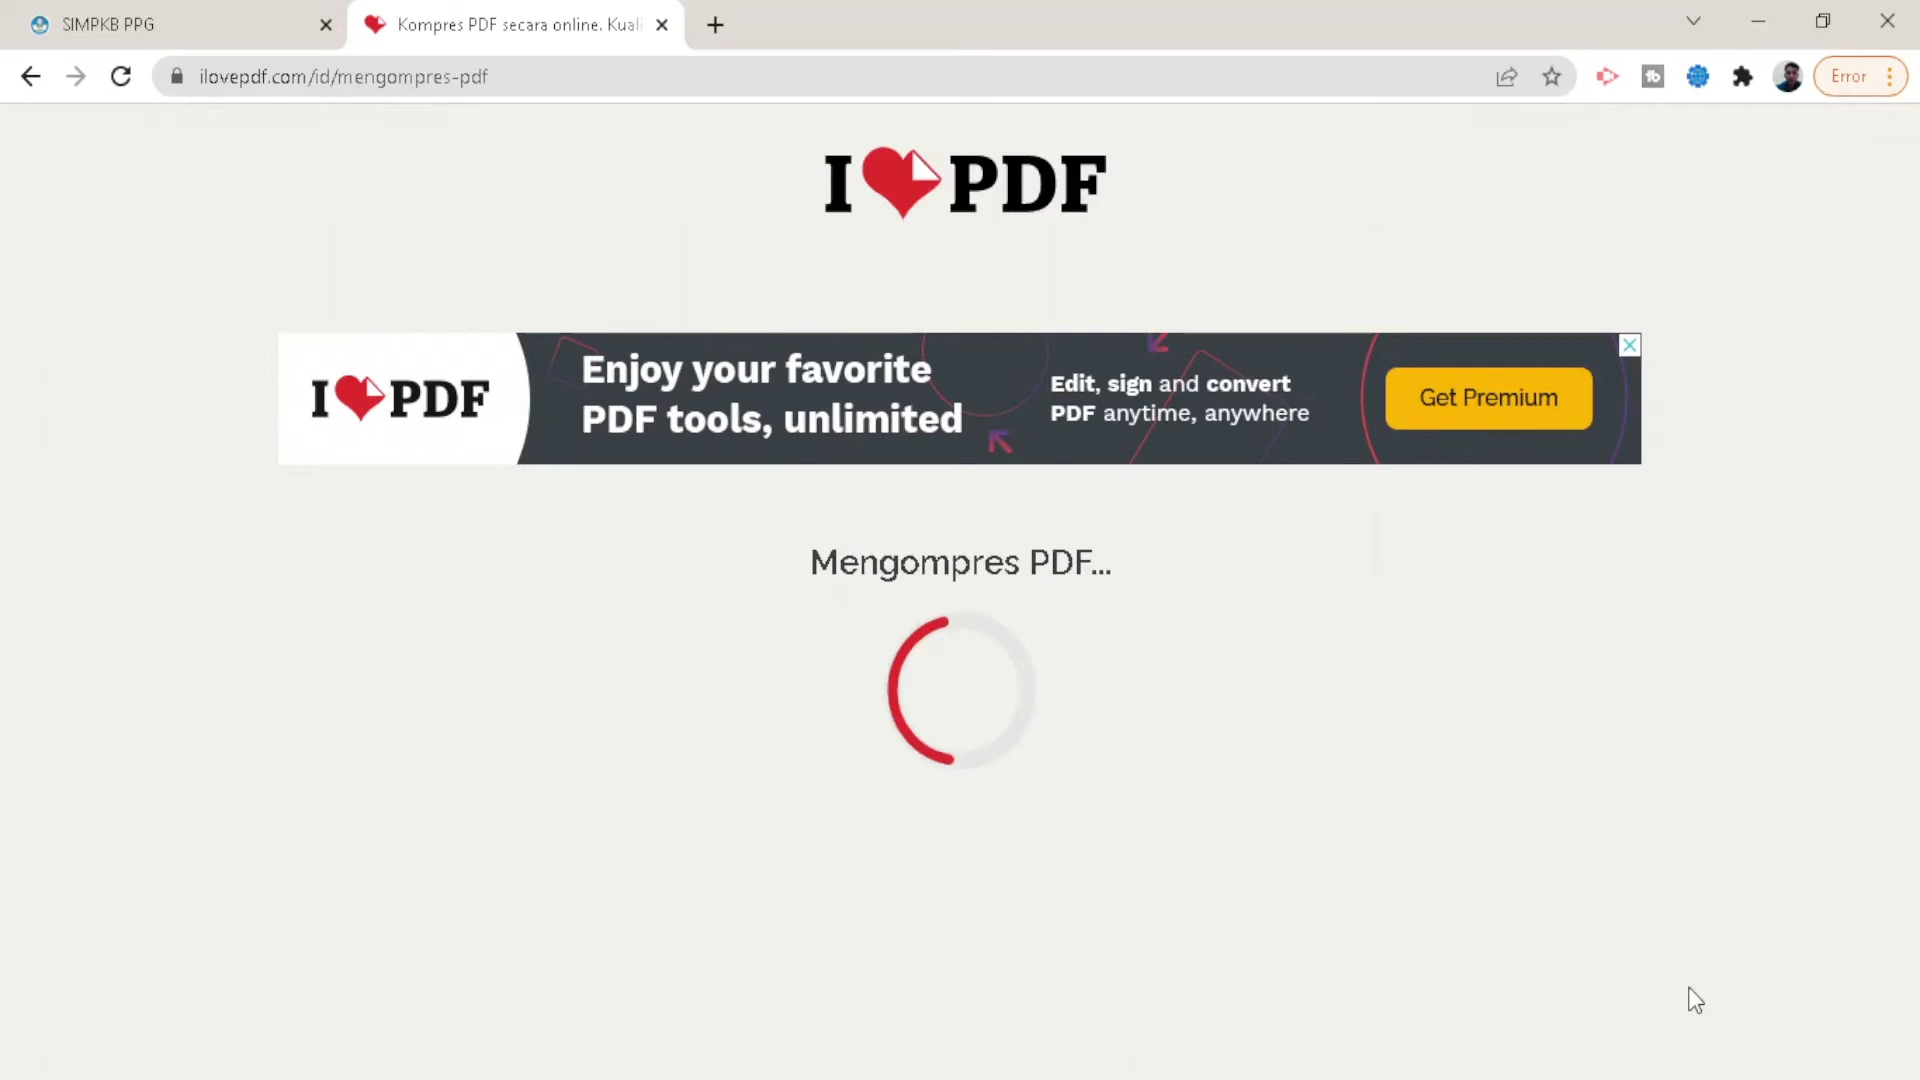 SIMPKB PPG
Kompres PDF secara online. Kuali
ilovepdf.com/id/mengompres-pdf
Error
I PDF
I PDF
Enjoy your favorite
PDF tools, unlimited
Edit, sign and convert
PDF anytime, anywhere
Get Premium
Mengompres PDF...